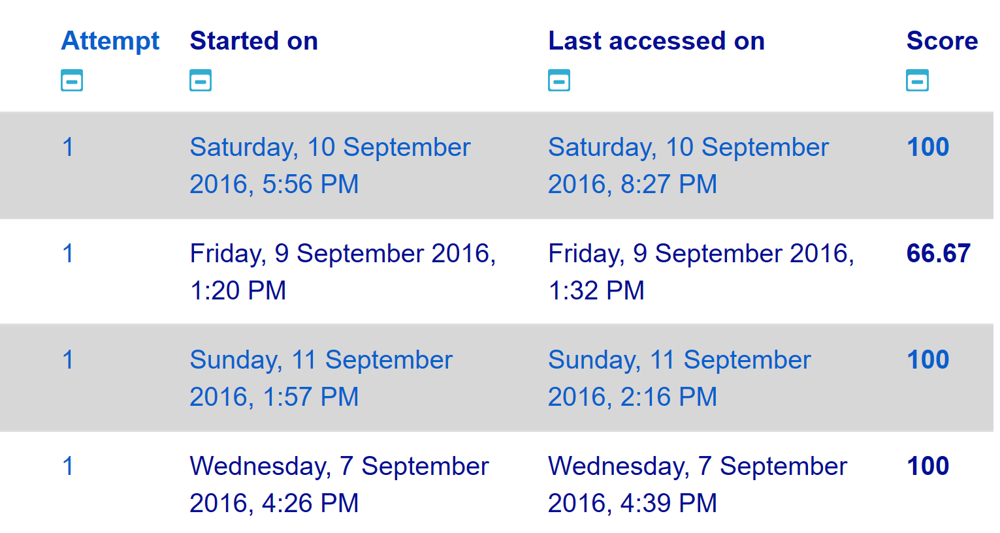 Attempt Started on Last accessed on Score
1 Saturday, 10 September Saturday, 10 September 100
2016, 5:56 PM 2016, 8:27 PM
1 Friday, 9 September 2016, Friday, 9 September 2016, 66.67
1:20 PM 1:32 PM
1 Sunday, 11 September Sunday, 11 September 100
2016, 1:57 PM 2016, 2:16 PM
1 Wednesday, 7 September Wednesday, 7 September 100
2016, 4:26 PM 2016, 4:39 PM